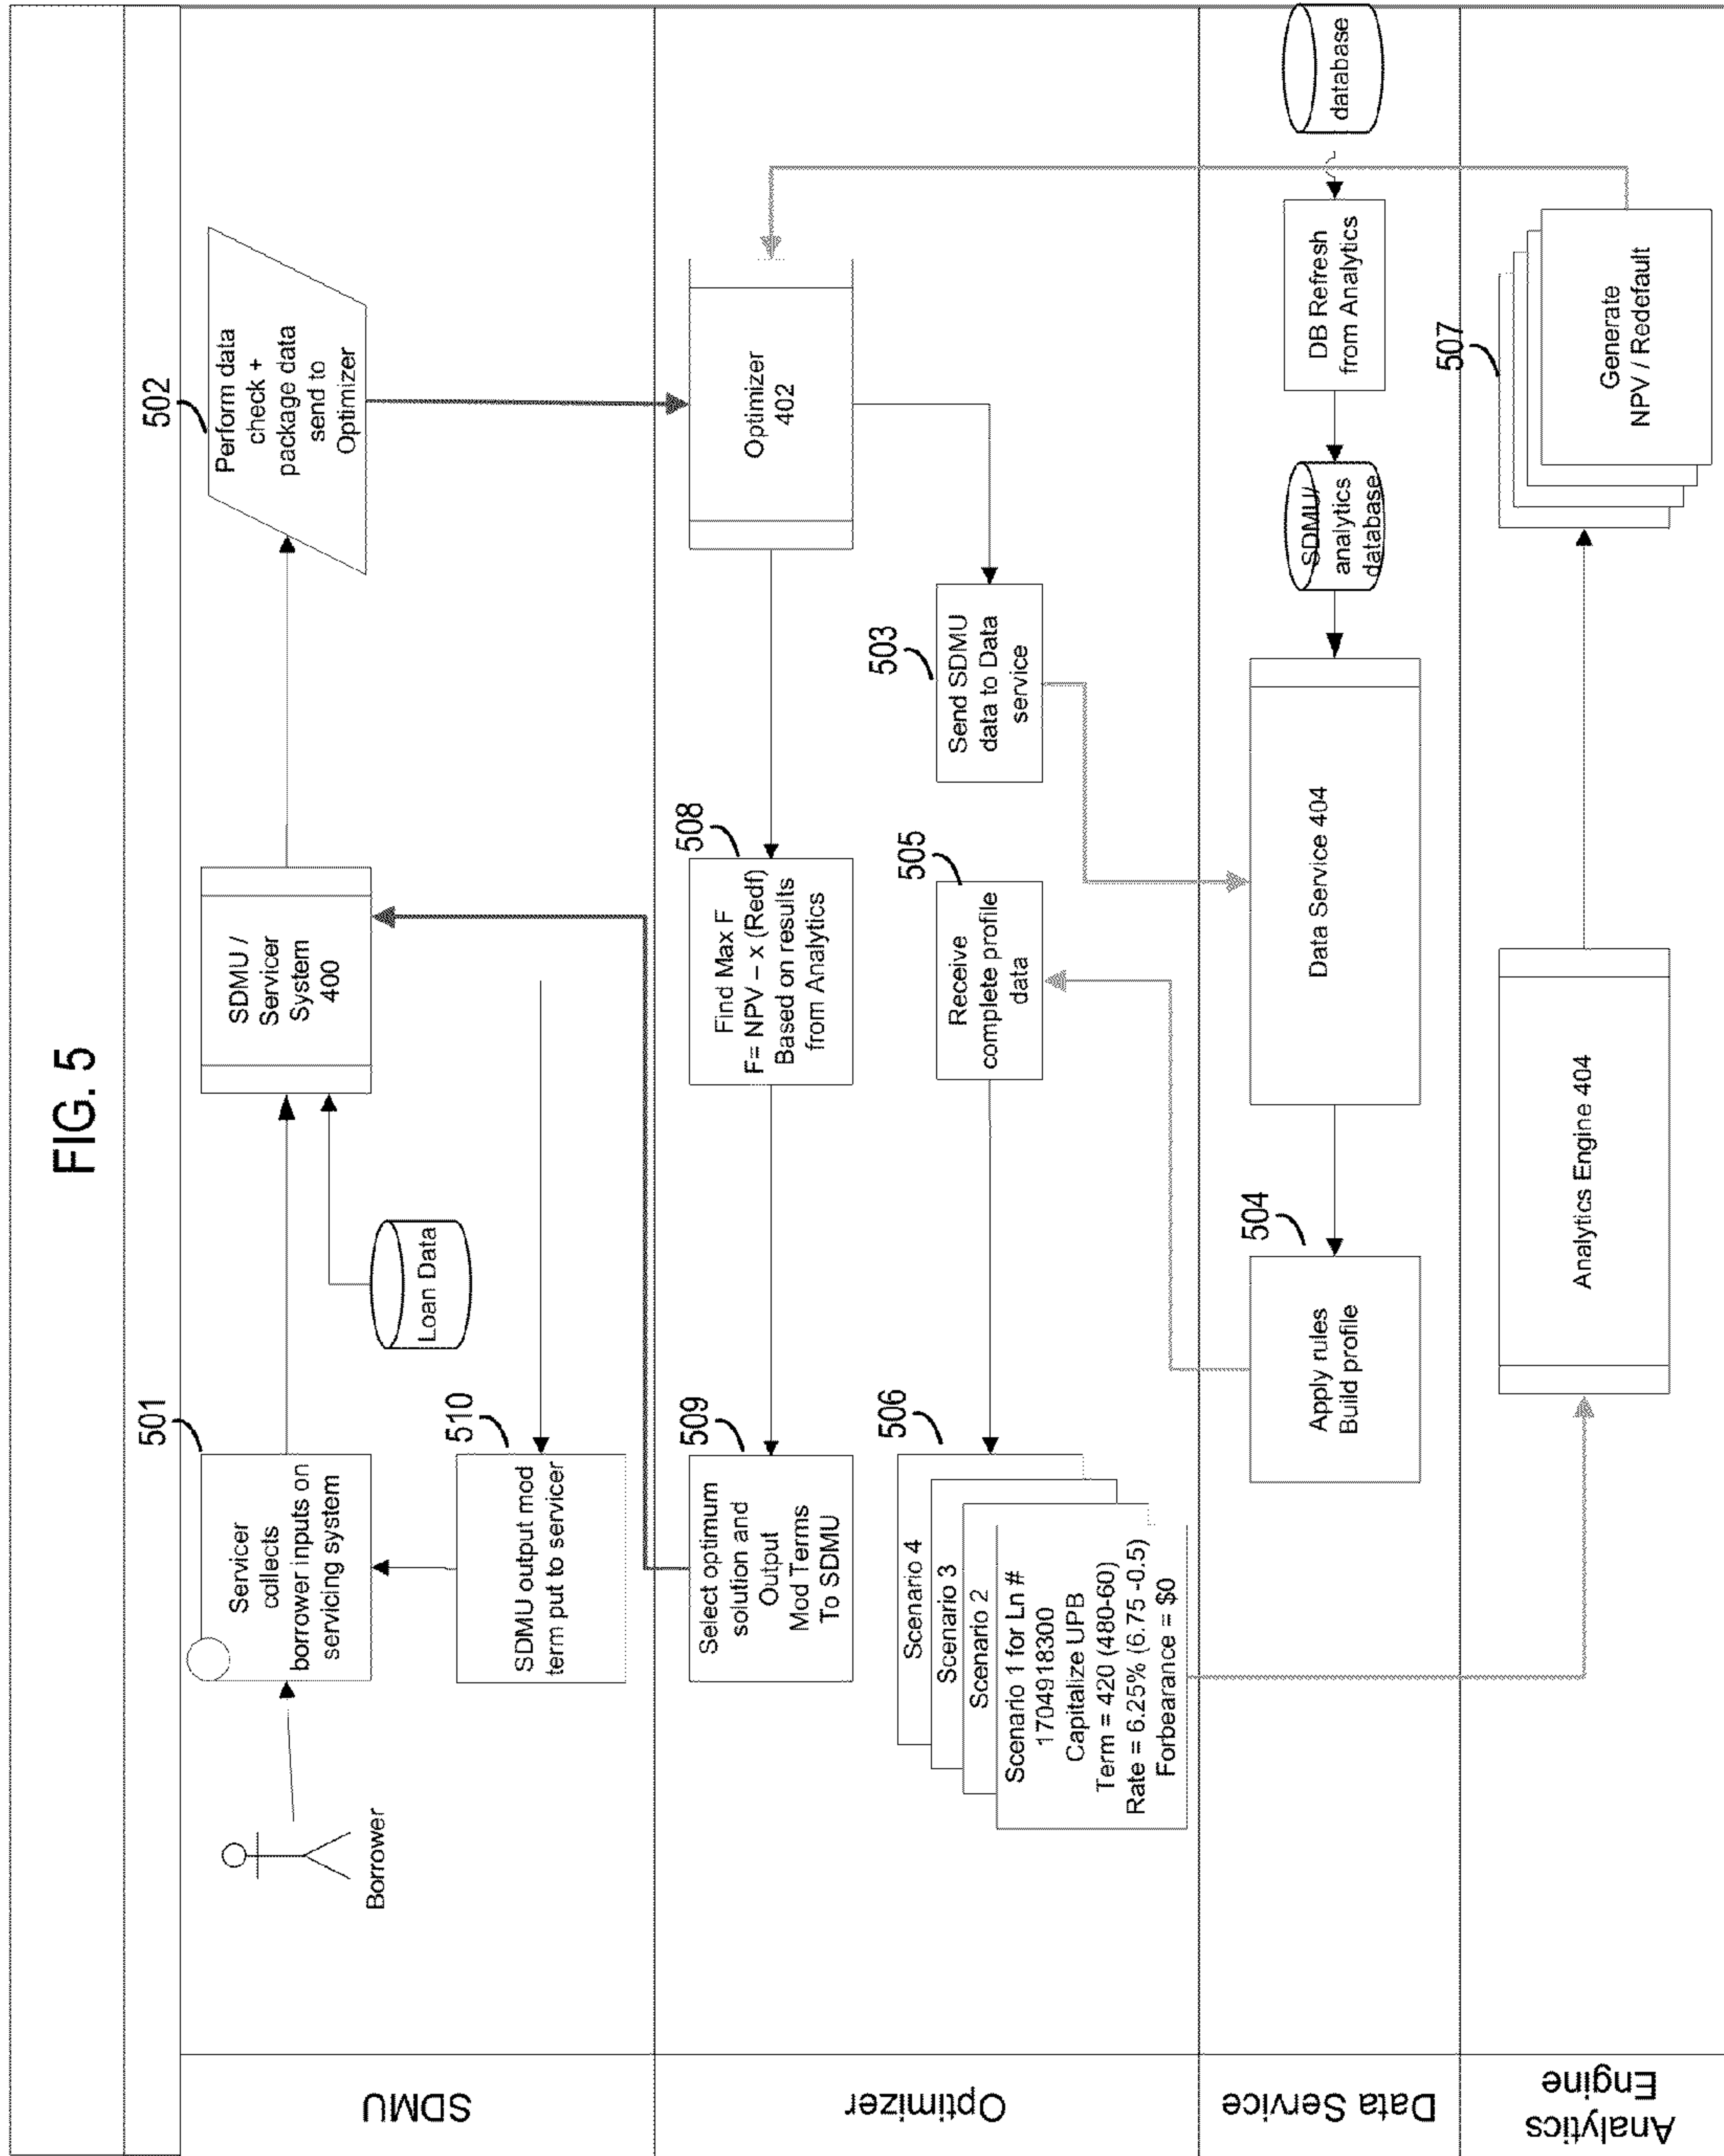 FIG. 5
SDMU
Borrower
501
Servicer
collects
borrower inputs on
servicing system
Loan Data
SDMU /
Servicer
System
400
502
Perform data
check +
package data
send to
Optimizer
510
SDMU output mod
term put to servicer
Optimizer
509
Select optimum
solution and
Output
Mod Terms
To SDMU
508
Find Max F
F= NPV – x (Redf)
Based on results
from Analytics
Optimizer
402
506
Scenario 4
Scenario 3
Scenario 2
Scenario 1 for Ln #
1704918300
Capitalize UPB
Term = 420 (480-60)
Rate = 6.25% (6.75 -0.5)
Forbearance = $0
505
Receive
complete profile
data
503
Send SDMU
data to Data
service
Data Service
504
Apply rules
Build profile
Data Service 404
SDMU/
analytics
database
DB Refresh
from Analytics
database
Analytics
Engine
Analytics Engine 404
507
Generate
NPV / Redefault